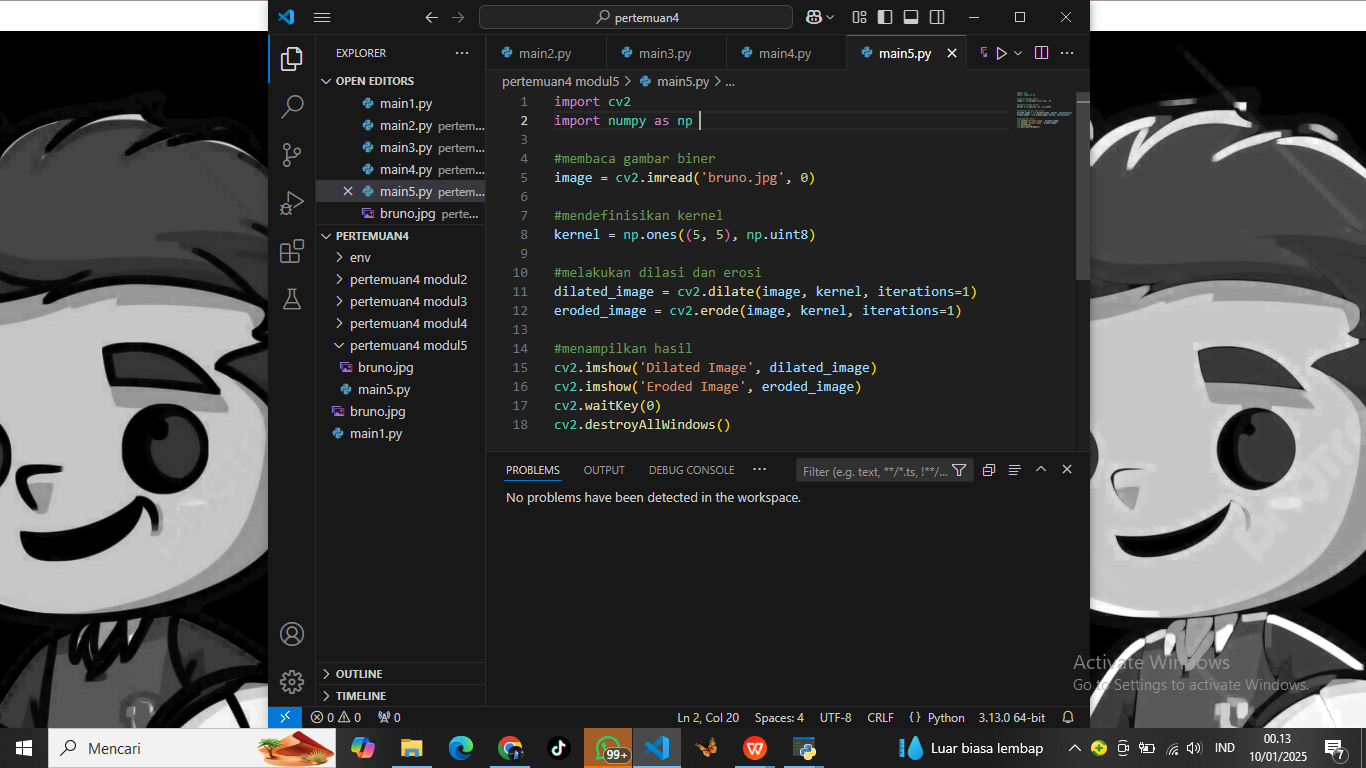 pertemuan4
EXPLORER
main2.py
main3.py
main4.py
main5.py
OPEN EDITORS
main1.py
main2.py pertem...
main3.py pertem...
main4.py pertem...
main5.py pertem...
bruno.jpg perte...
PERTEMUAN4
env
pertemuan4 modul2
pertemuan4 modul3
pertemuan4 modul4
pertemuan4 modul5
bruno.jpg
main5.py
bruno.jpg
main1.py
OUTLINE
TIMELINE
pertemuan4 modul5 > main5.py > ...
1 import cv2
2 import numpy as np
3
4 #membaca gambar biner
5 image = cv2.imread('bruno.jpg', 0)
6
7 #mendefinisikan kernel
8 kernel = np.ones((5, 5), np.uint8)
9
10 #melakukan dilasi dan erosi
11 dilated_image = cv2.dilate(image, kernel, iterations=1)
12 eroded_image = cv2.erode(image, kernel, iterations=1)
13
14 #menampilkan hasil
15 cv2.imshow('Dilated Image', dilated_image)
16 cv2.imshow('Eroded Image', eroded_image)
17 cv2.waitKey(0)
18 cv2.destroyAllWindows()
PROBLEMS OUTPUT DEBUG CONSOLE ... Filter (e.g. text, **/*.ts, !**/...
No problems have been detected in the workspace.
Activate Windows
Go to Settings to activate Windows.
0 0 0 Ln 2, Col 20 Spaces: 4 UTF-8 CRLF {} Python 3.13.0 64-bit
Mencari 99+ Luar biasa lembap IND 00.13
10/01/2025 7